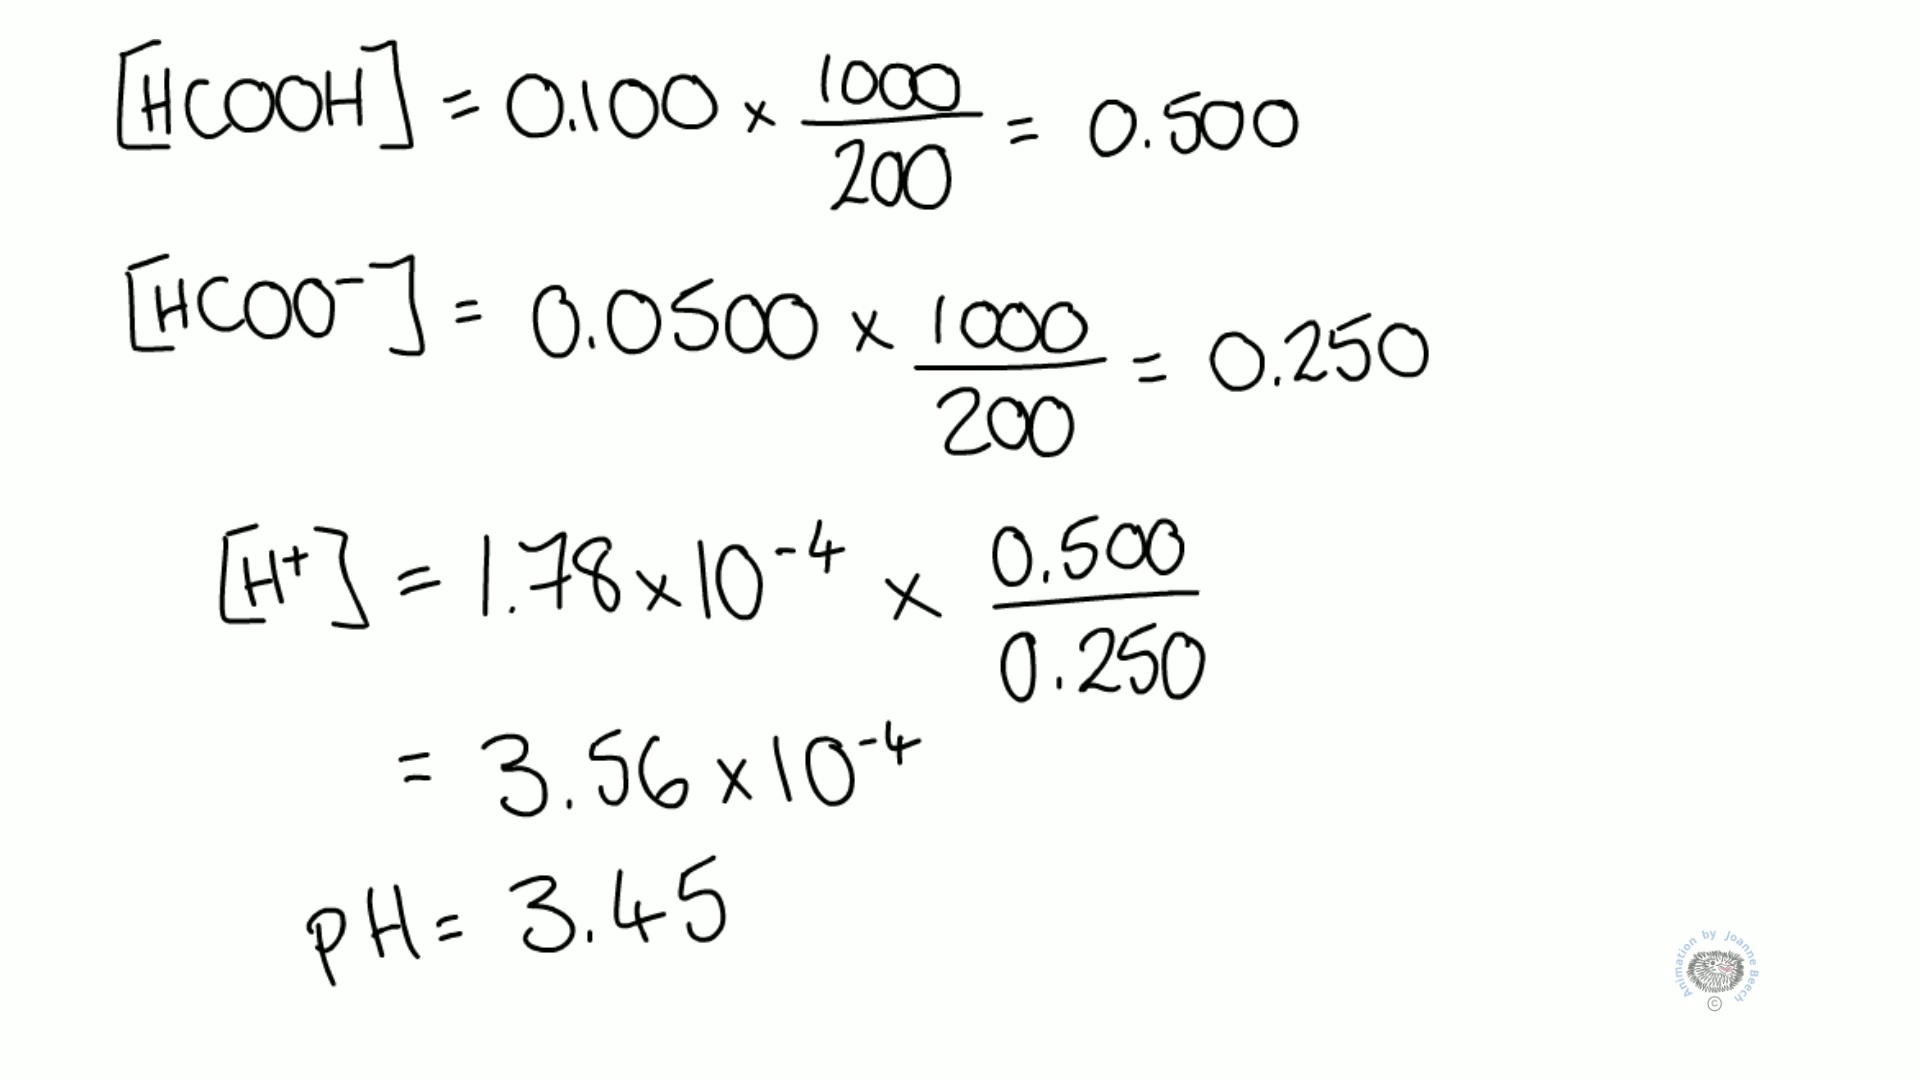 [HCOOH] = 0.100 × 1000/200 = 0.500
[HCOO⁻] = 0.0500 × 1000/200 = 0.250
[H⁺] = 1.78 × 10⁻⁴ × 0.500/0.250
= 3.56 × 10⁻⁴
pH = 3.45
Animation by Joanne Beech
©